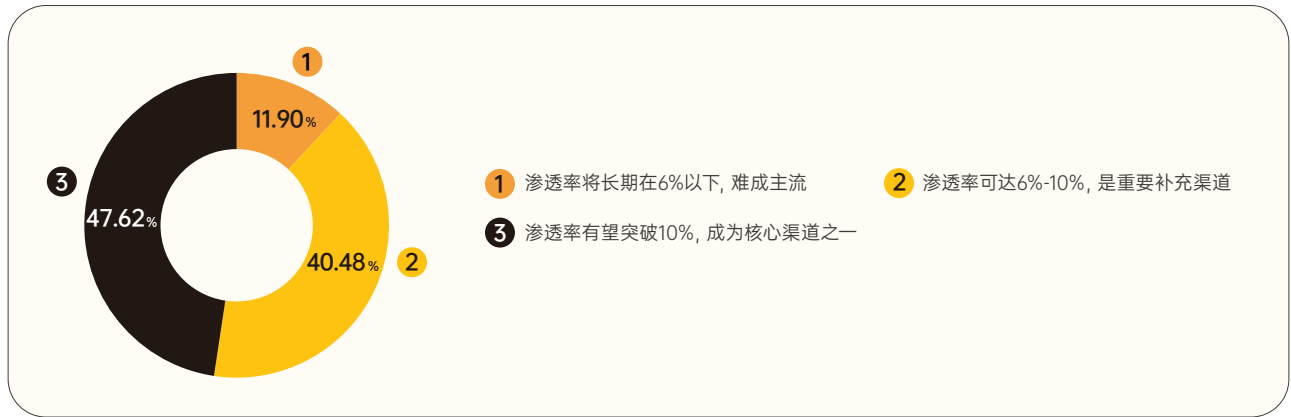 1
11.90%
3
47.62%
40.48%
2
1 渗透率将长期在6%以下, 难成主流
2 渗透率可达6%-10%, 是重要补充渠道
3 渗透率有望突破10%, 成为核心渠道之一